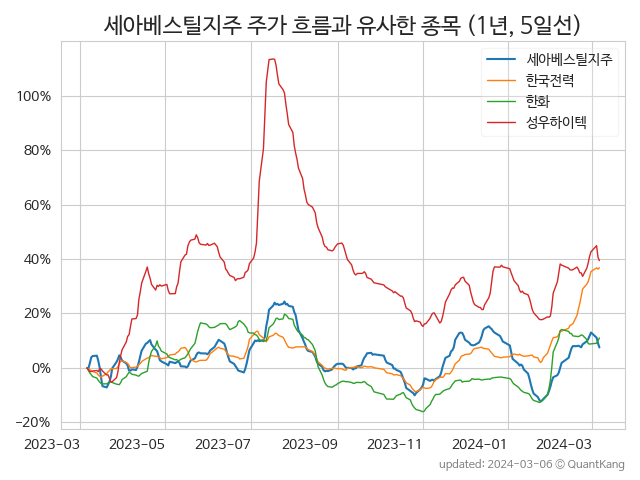 세아베스틸지주 주가 흐름과 유사한 종목 (1년, 5일선)
세아베스틸지주
한국전력
한화
성우하이텍
100%
80%
60%
40%
20%
0%
−20%
2023-03
2023-05
2023-07
2023-09
2023-11
2024-01
2024-03
updated: 2024-03-06 ⓒ QuantKang